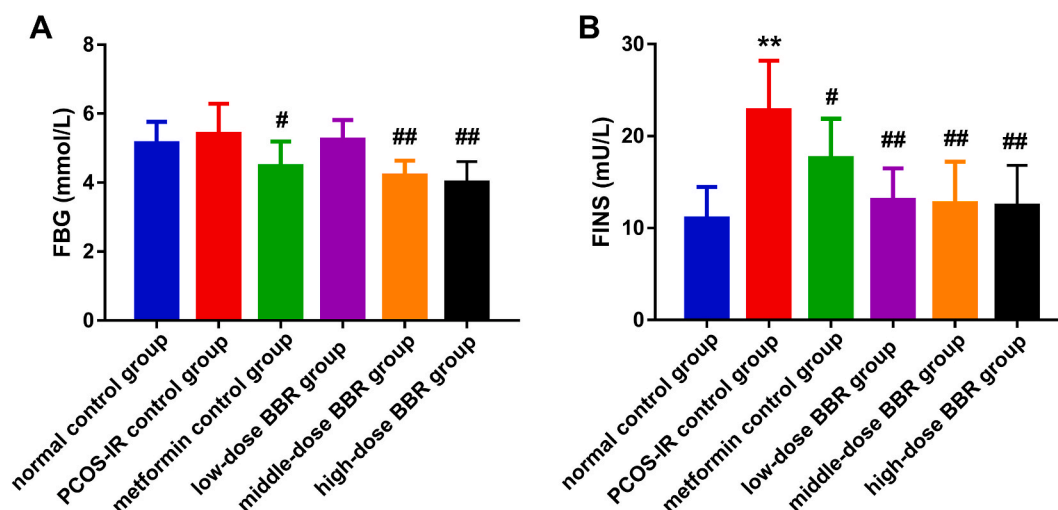 A
FBG (mmol/L)
8
6
4
2
0
#
##
##
normal control group
PCOS-IR control group
metformin control group
low-dose BBR group
middle-dose BBR group
high-dose BBR group
B
FINS (mU/L)
30
20
10
0
**
#
##
##
##
normal control group
PCOS-IR control group
metformin control group
low-dose BBR group
middle-dose BBR group
high-dose BBR group